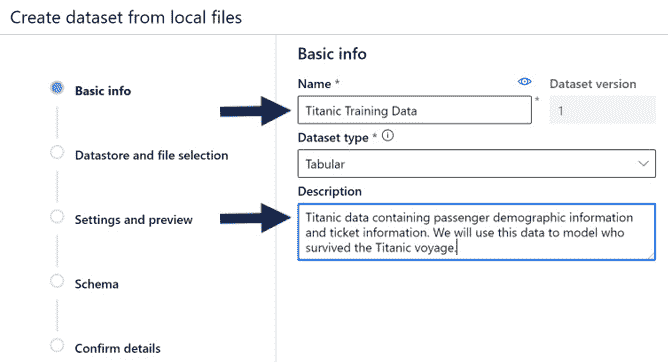 Create dataset from local files
Basic info
Datastore and file selection
Settings and preview
Schema
Confirm details
Basic info
Name *
Dataset version
Titanic Training Data
*
1
Dataset type *
Tabular
Description
Titanic data containing passenger demographic information
and ticket information. We will use this data to model who
survived the Titanic voyage.